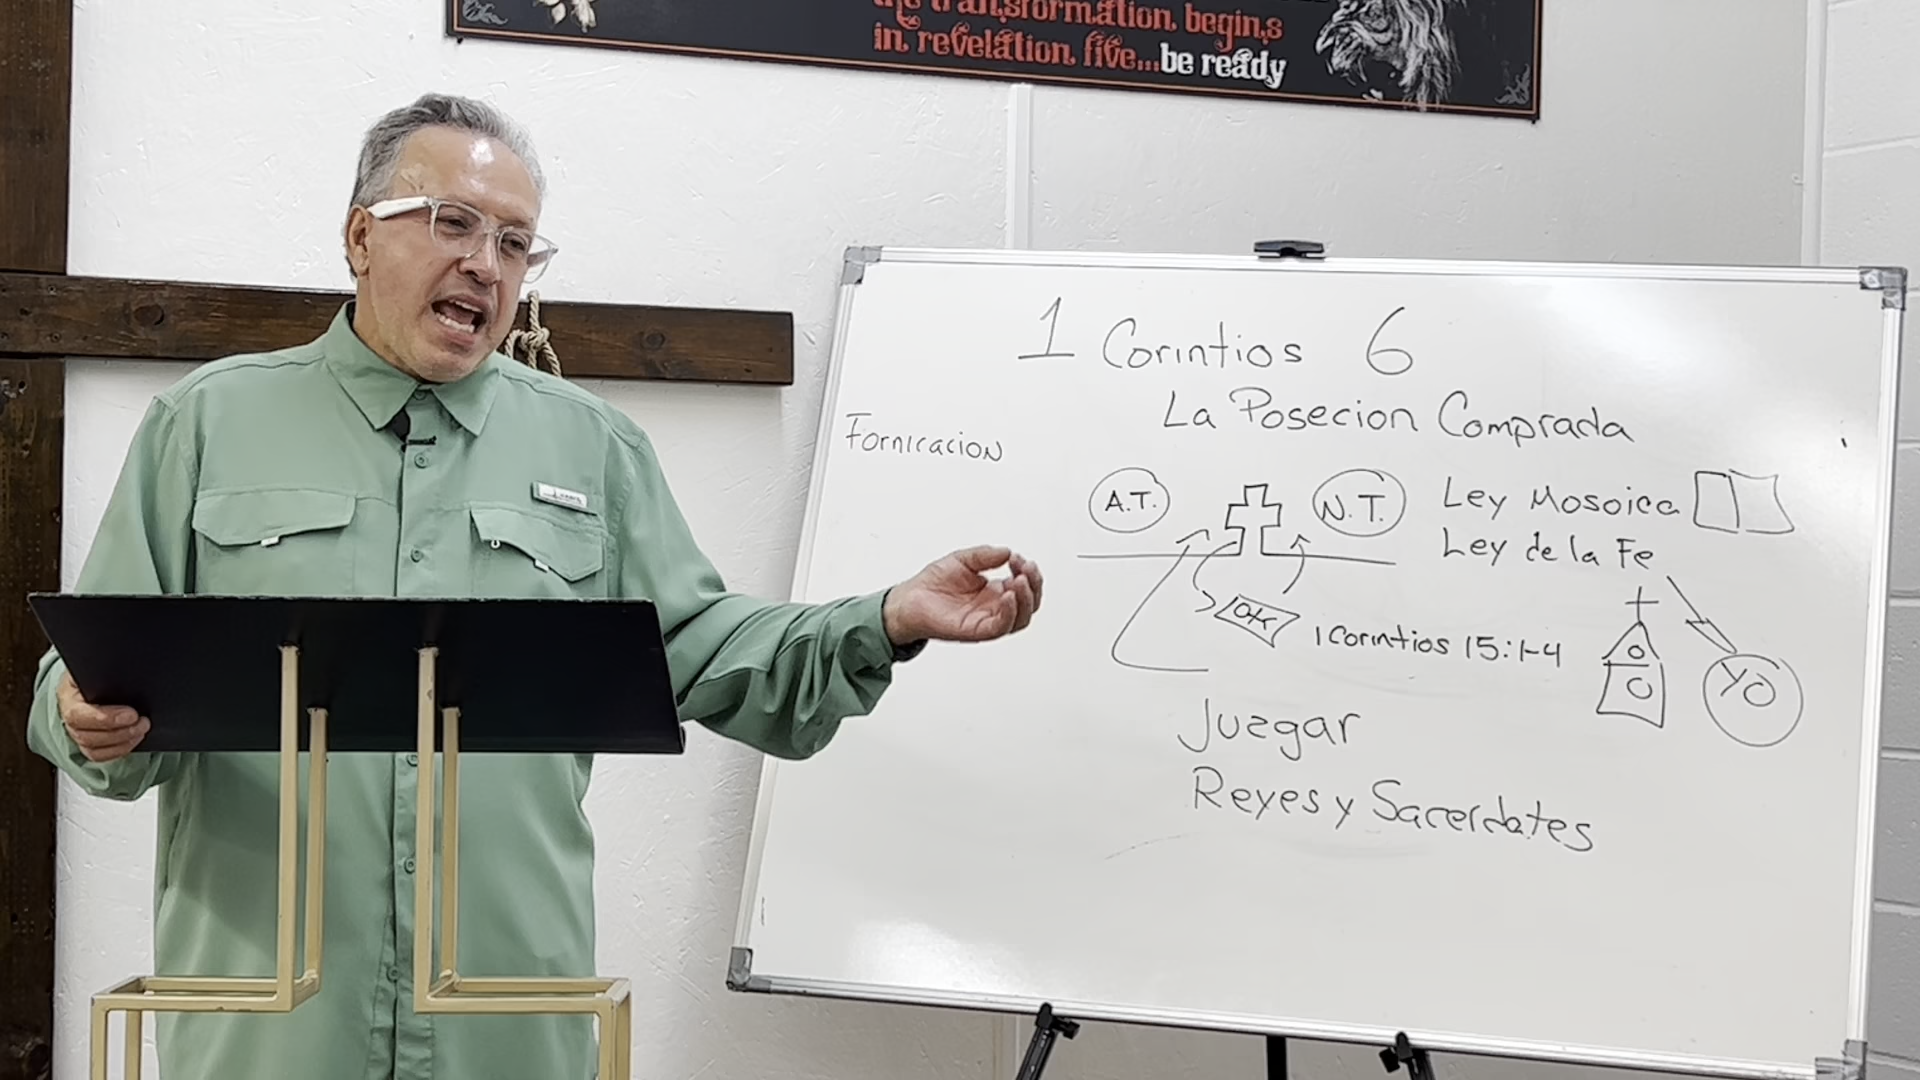 the transformation begins
in revelation five...be ready
1 Corintios 6
La Posecion Comprada
Fornicacion
A.T.
N.T.
Ley Mosoica
Ley de la Fe
1 Corintios 15:1-4
YO
Juzgar
Reyes y Sacerdotes